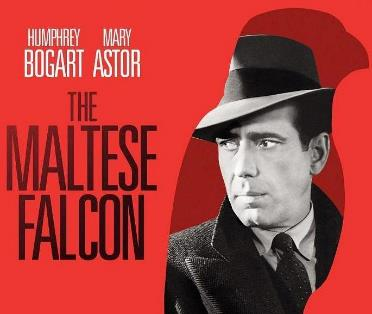 HUMPHREY MARY
BOGART ASTOR
THE
MALTESE
FALCON